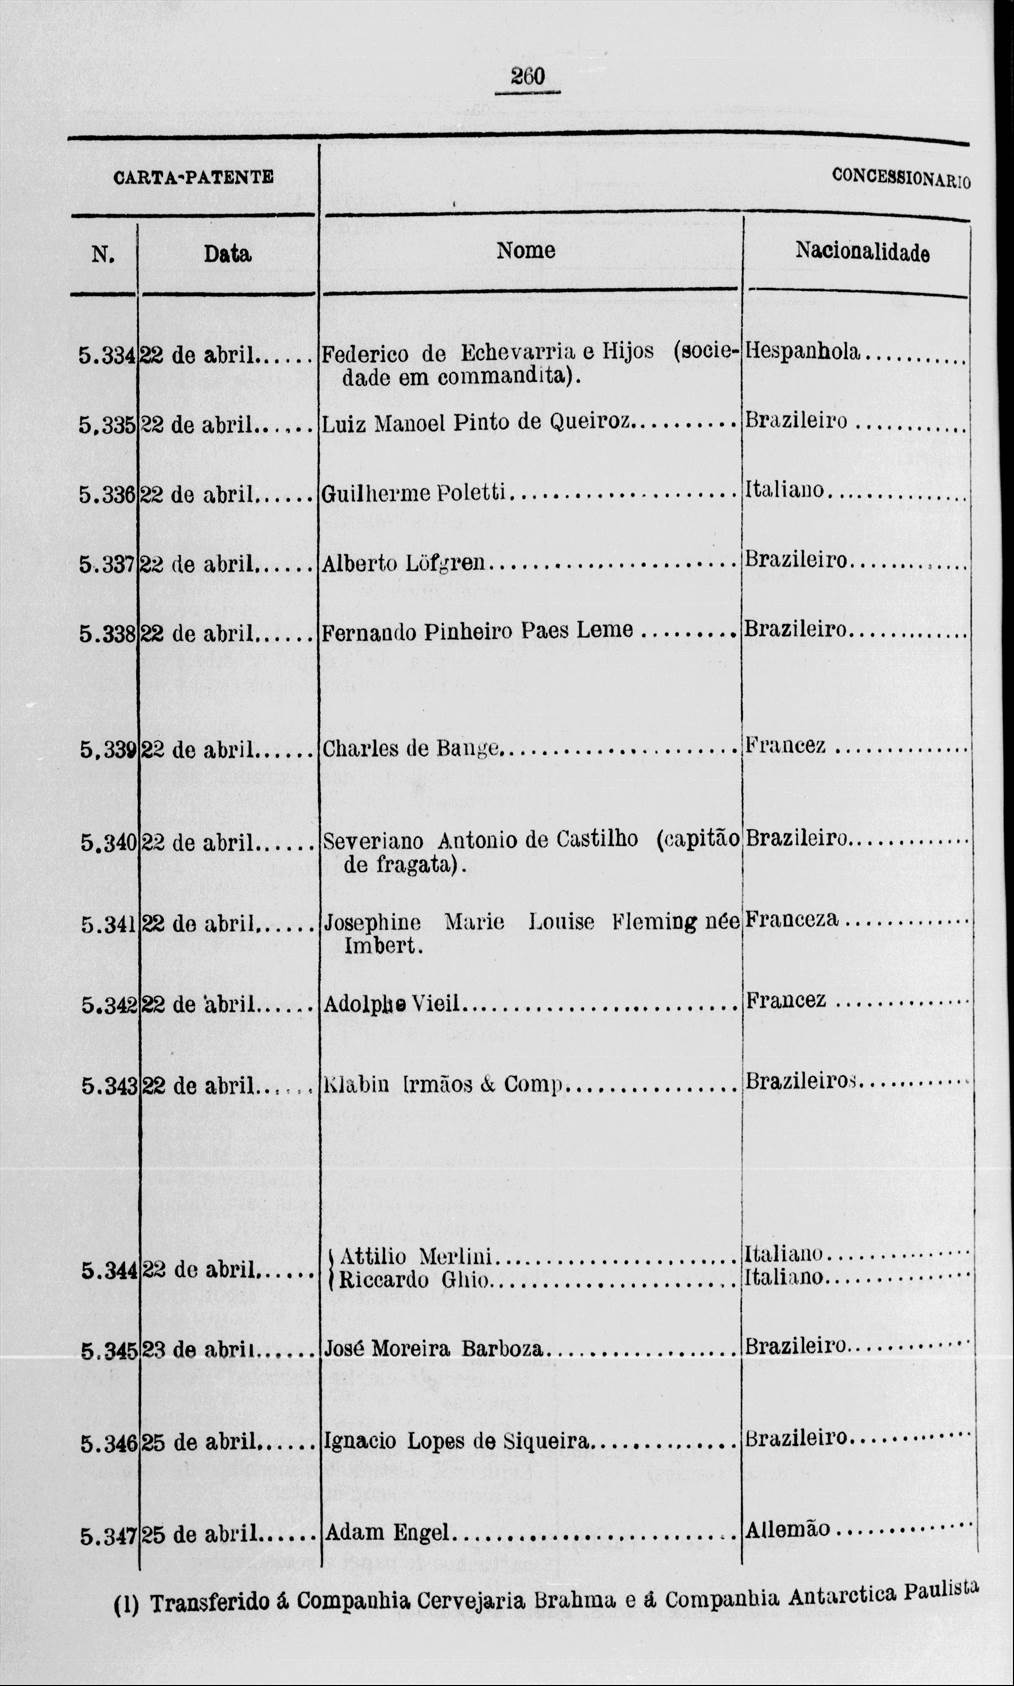 260
CARTA-PATENTE CONCESSIONARIO
N. Data Nome Nacionalidade
5.334 22 de abril...... Federico de Echevarria e Hijos (socie- Hespanhola...........
dade em commandita).
5.335 22 de abril...... Luiz Manoel Pinto de Queiroz.......... Brazileiro ............
5.336 22 de abril...... Guilherme Poletti....................... Italiano...............
5.337 22 de abril...... Alberto Löfgren......................... Brazileiro.............
5.338 22 de abril...... Fernando Pinheiro Paes Leme ......... Brazileiro.............
5.339 22 de abril...... Charles de Bange........................ Francez ..............
5.340 22 de abril...... Severiano Antonio de Castilho (capitão Brazileiro.............
de fragata).
5.341 22 de abril...... Josephine Marie Louise Fleming née Franceza .............
Imbert.
5.342 22 de abril...... Adolphe Vieil............................ Francez ..............
5.343 22 de abril...... Klabin Irmãos & Comp................. Brazileiros............
5.344 22 de abril...... Attilio Merlini........................ Italiano...............
Riccardo Ghio......................... Italiano...............
5.345 23 de abril...... José Moreira Barboza................... Brazileiro.............
5.346 25 de abril...... Ignacio Lopes de Siqueira.............. Brazileiro.............
5.347 25 de abril...... Adam Engel............................. Allemão ..............
(1) Transferido á Companhia Cervejaria Brahma e á Companhia Antarctica Paulista